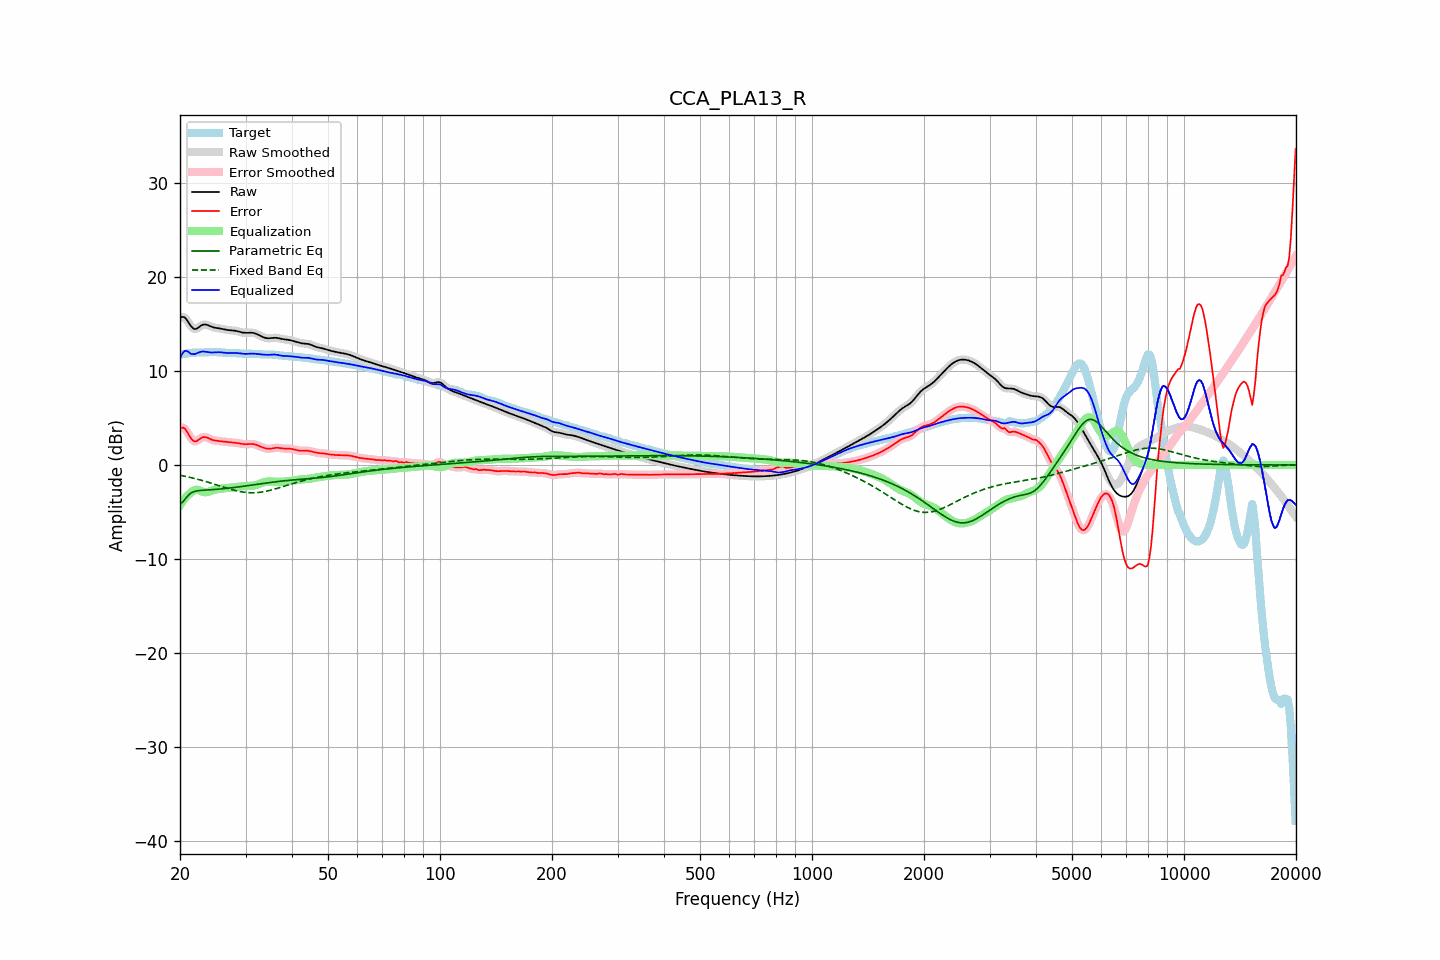 CCA_PLA13_R
Target
Raw Smoothed
Error Smoothed
Raw
Error
Equalization
Parametric Eq
Fixed Band Eq
Equalized
30
20
10
0
−10
−20
−30
−40
Amplitude (dBr)
20
50
100
200
500
1000
2000
5000
10000
20000
Frequency (Hz)